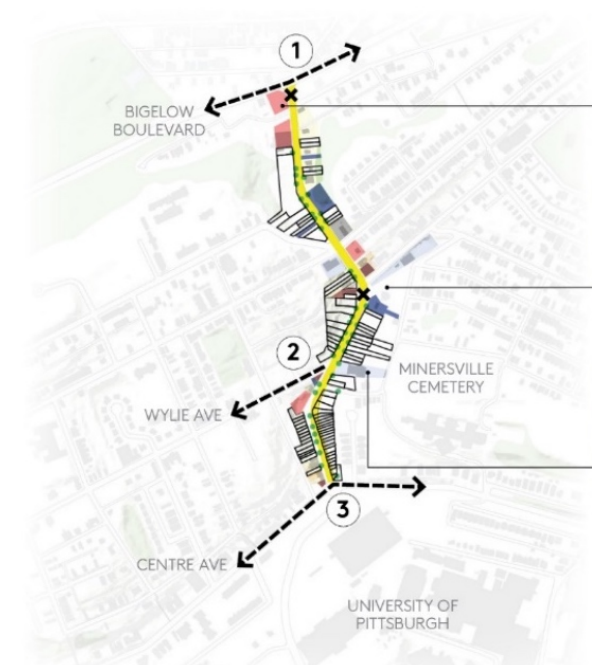 1
BIGELOW
BOULEVARD
2
MINERSVILLE
CEMETERY
WYLIE AVE
3
CENTRE AVE
UNIVERSITY OF
PITTSBURGH